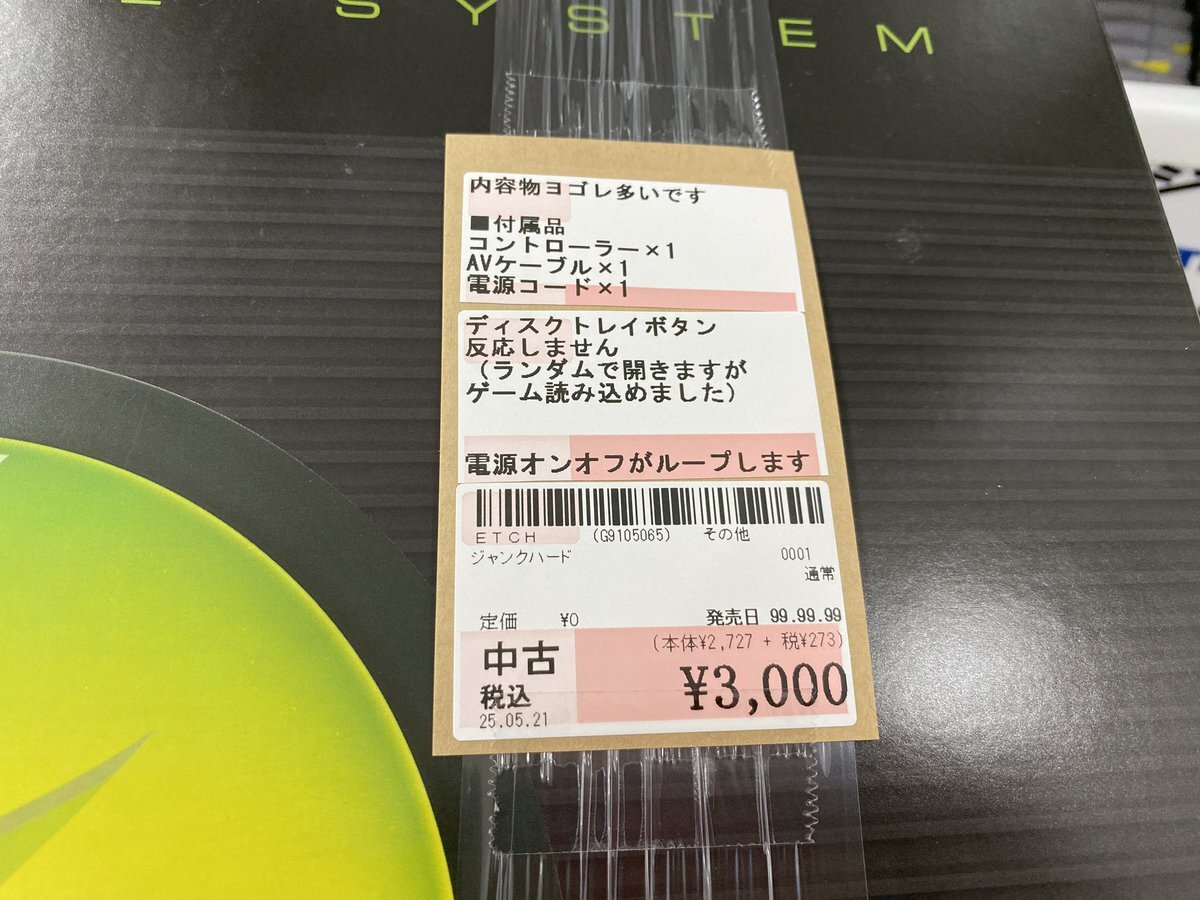 SYSTEM
内容物ヨゴレ多いです
■付属品
コントローラー×1
AVケーブル×1
電源コード×1
ディスクトレイボタン
反応しません
（ランダムで開きますが
ゲーム読み込めました）
電源オンオフがループします
ETCH (G9105065) その他
ジャンクハード 0001
通常
定価 ¥0 発売日 99.99.99
(本体¥2,727 + 税¥273)
中古
税込 ¥3,000
25.05.21